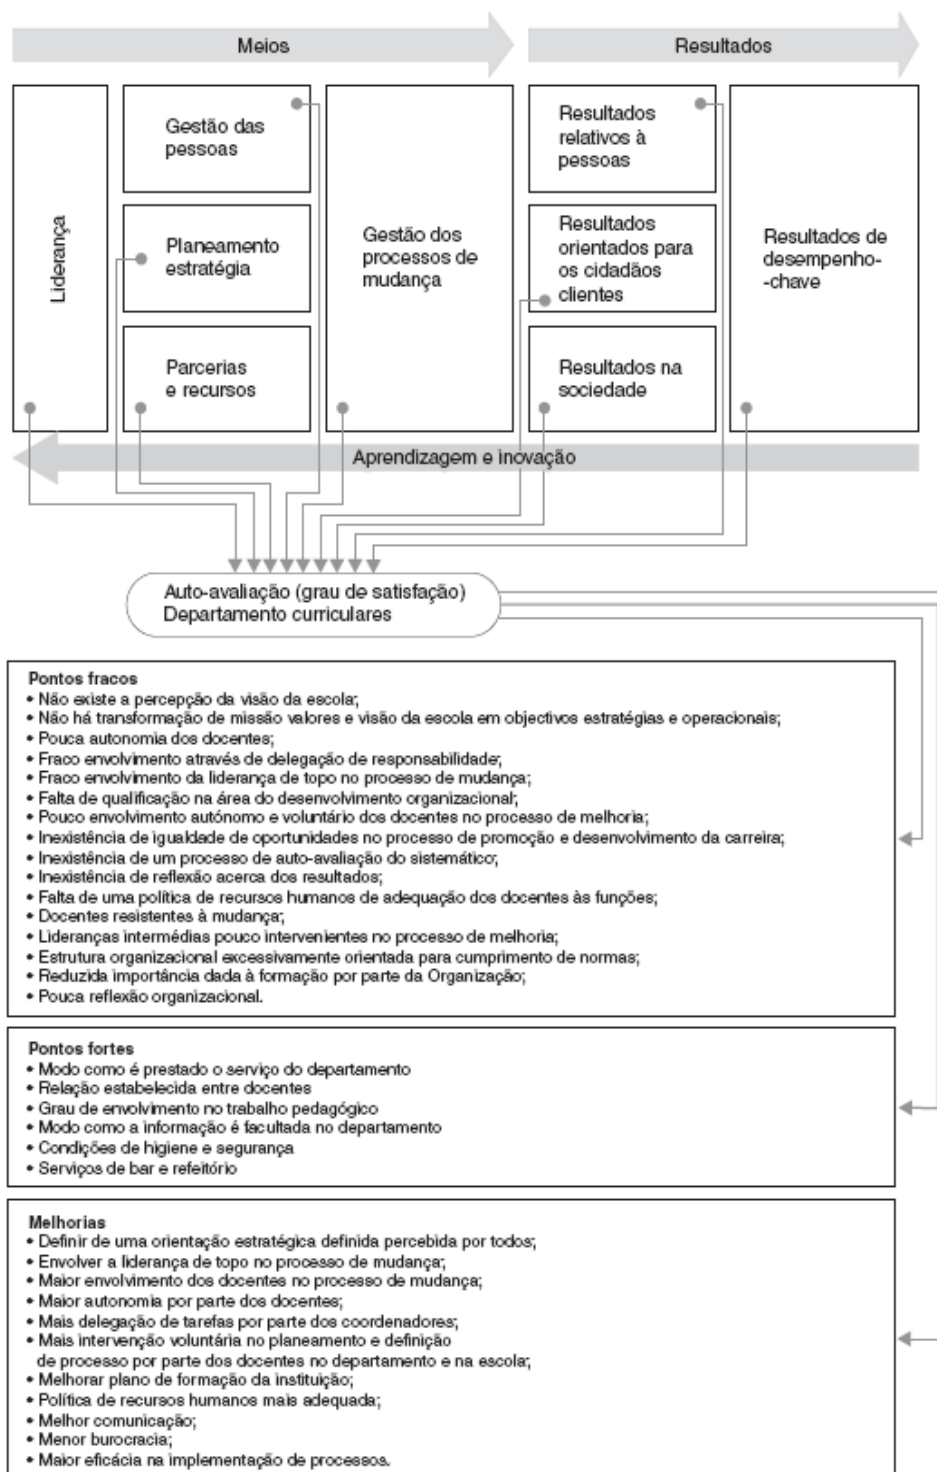 Meios
Resultados
Liderança
Gestão das
pessoas
Planeamento
estratégia
Parcerias
e recursos
Gestão dos
processos de
mudança
Resultados
relativos à
pessoas
Resultados
orientados para
os cidadãos
clientes
Resultados na
sociedade
Resultados de
desempenho-
-chave
Aprendizagem e inovação
Auto-avaliação (grau de satisfação)
Departamento curriculares
Pontos fracos
• Não existe a percepção da visão da escola;
• Não há transformação de missão valores e visão da escola em objectivos estratégias e operacionais;
• Pouca autonomia dos docentes;
• Fraco envolvimento através de delegação de responsabilidade;
• Fraco envolvimento da liderança de topo no processo de mudança;
• Falta de qualificação na área do desenvolvimento organizacional;
• Pouco envolvimento autónomo e voluntário dos docentes no processo de melhoria;
• Inexistência de igualdade de oportunidades no processo de promoção e desenvolvimento da carreira;
• Inexistência de um processo de auto-avaliação do sistemático;
• Inexistência de reflexão acerca dos resultados;
• Falta de uma política de recursos humanos de adequação dos docentes às funções;
• Docentes resistentes à mudança;
• Lideranças intermédias pouco intervenientes no processo de melhoria;
• Estrutura organizacional excessivamente orientada para cumprimento de normas;
• Reduzida importância dada à formação por parte da Organização;
• Pouca reflexão organizacional.
Pontos fortes
• Modo como é prestado o serviço do departamento
• Relação estabelecida entre docentes
• Grau de envolvimento no trabalho pedagógico
• Modo como a informação é facultada no departamento
• Condições de higiene e segurança
• Serviços de bar e refeitório
Melhorias
• Definir de uma orientação estratégica definida percebida por todos;
• Envolver a liderança de topo no processo de mudança;
• Maior envolvimento dos docentes no processo de mudança;
• Maior autonomia por parte dos docentes;
• Mais delegação de tarefas por parte dos coordenadores;
• Mais intervenção voluntária no planeamento e definição
de processo por parte dos docentes no departamento e na escola;
• Melhorar plano de formação da instituição;
• Política de recursos humanos mais adequada;
• Melhor comunicação;
• Menor burocracia;
• Maior eficácia na implementação de processos.